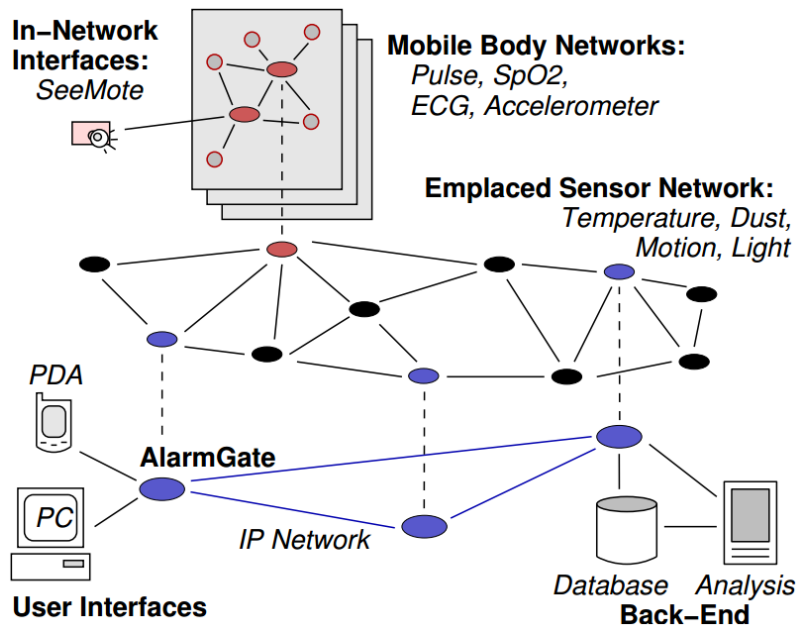 In−Network
Interfaces:
SeeMote
Mobile Body Networks:
Pulse, SpO2,
ECG, Accelerometer
Emplaced Sensor Network:
Temperature, Dust,
Motion, Light
PDA
AlarmGate
PC
IP Network
User Interfaces
Database
Analysis
Back−End